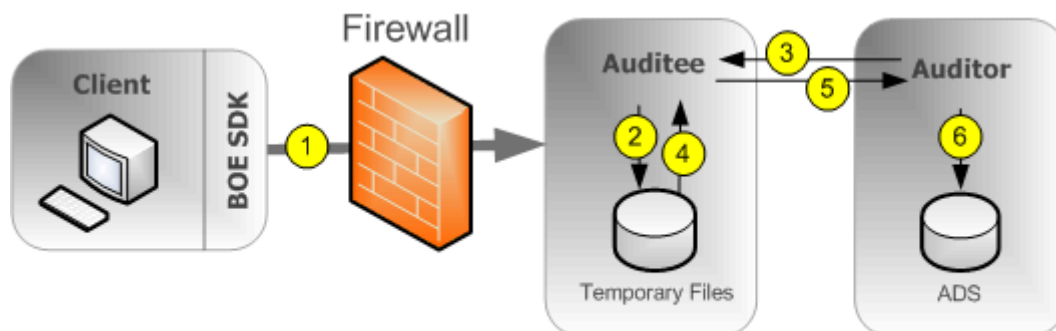 Firewall
Client
BOE SDK
1
Auditee
3
5
Auditor
2
4
6
Temporary Files
ADS